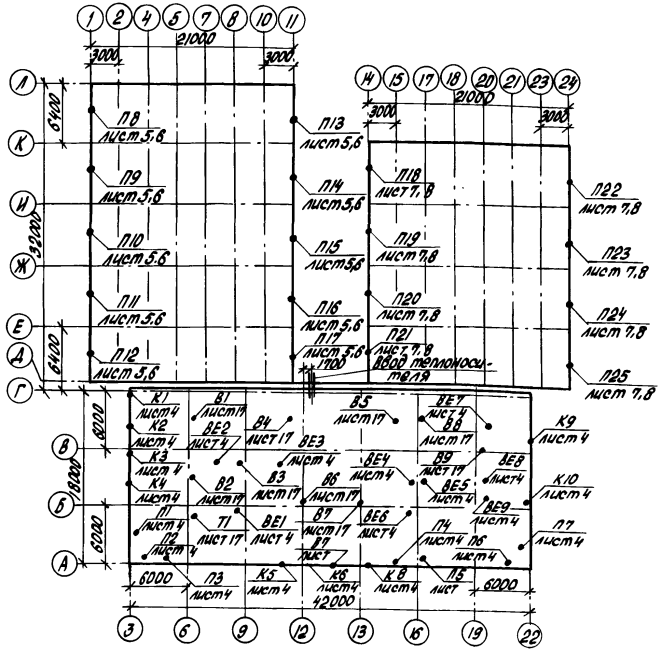 1 2 4 5 7 8 10 11
21000
3000 3000
14 15 17 18 20 21 23 24
21000
3000 3000
Л
6400
К
И
32000
Ж
Е
6400
Д
Г
П8
лист 5,6
П9
лист 5,6
П10
лист 5.6
П11
лист 5.6
П12
лист 5,6
П13
лист 5,6
П14
лист 5,6
П15
лист 5,6
П16
лист 5,6
П17
лист 5,6
1700
Ввод теплоноси-
теля
П18
лист 7,8
П19
лист 7,8
П20
лист 7,8
П21
лист 7,8
П22
лист 7,8
П23
лист 7,8
П24
лист 7,8
П25
лист 7,8
6000
В
18000
Б
6000
А
К1
лист 4
К2
лист 4
К3
лист 4
К4
лист 4
П1
лист 4
П2
лист 4
П3
лист 4
В1
лист 17
ВЕ2
лист 4
В4
лист 17
ВЕ3
лист 4
В2
лист 17
В3
лист 17
Т1
лист 17
ВЕ1
лист 4
В6
лист 17
В7
лист 17
В7
лист
В5
лист 17
ВЕ7
лист 4
В8
лист 17
ВЕ4
лист 4
В9
лист 17
ВЕ8
лист 4
ВЕ5
лист 4
ВЕ6
лист 4
ВЕ9
лист 4
К9
лист 4
К10
лист 4
П4
лист 4
П6
лист 4
П7
лист 4
К5
лист 4
К6
лист 4
К8
лист 4
П5
лист
6000 6000
42000
3 6 9 12 13 16 19 22